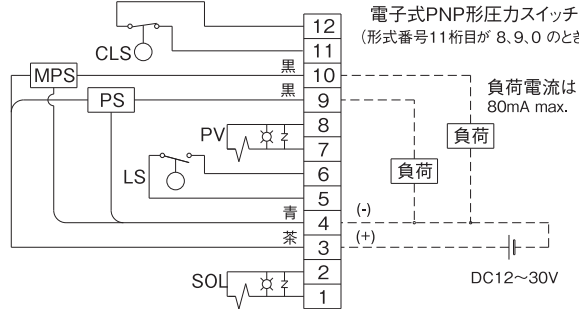 電子式PNP形圧力スイッチ
(形式番号11桁目が 8、9、0 のとき
12
CLS
11
MPS
黒
10
負荷電流は
80mA max.
PS
黒
9
8
PV
7
負荷
負荷
LS
6
5
青
4
(-)
茶
3
(+)
2
SOL
1
DC12～30V